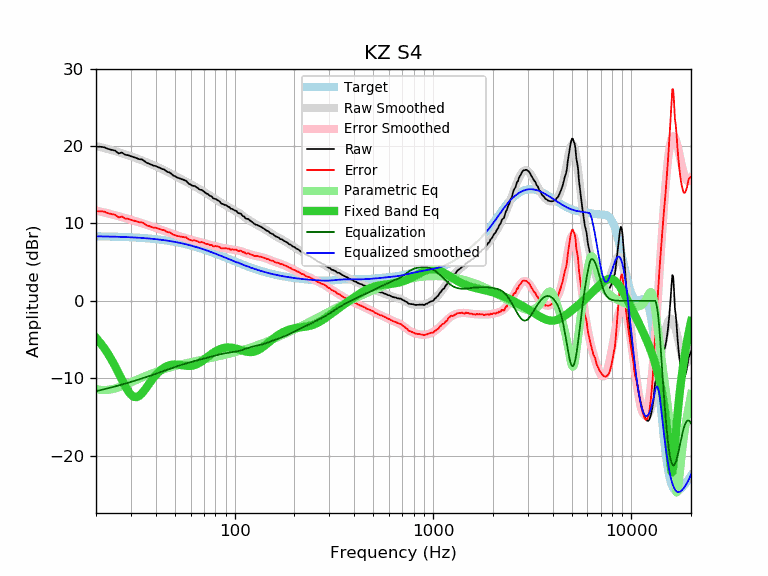 KZ S4
30
20
10
0
−10
−20
Amplitude (dBr)
Target
Raw Smoothed
Error Smoothed
Raw
Error
Parametric Eq
Fixed Band Eq
Equalization
Equalized smoothed
100
1000
10000
Frequency (Hz)